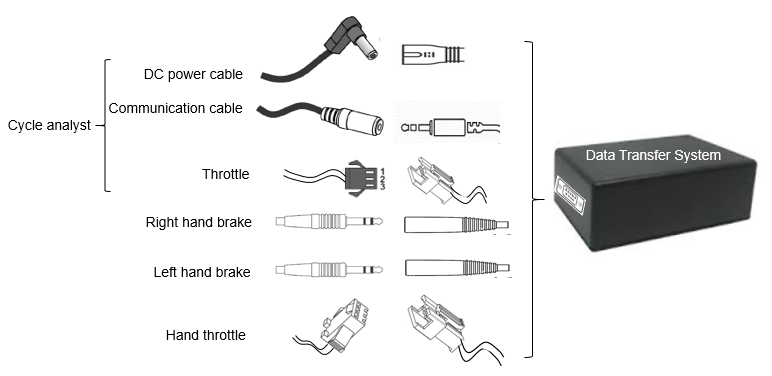 DC power cable
Communication cable
Cycle analyst
Throttle
1
2
3
Right hand brake
Left hand brake
Hand throttle
Data Transfer System